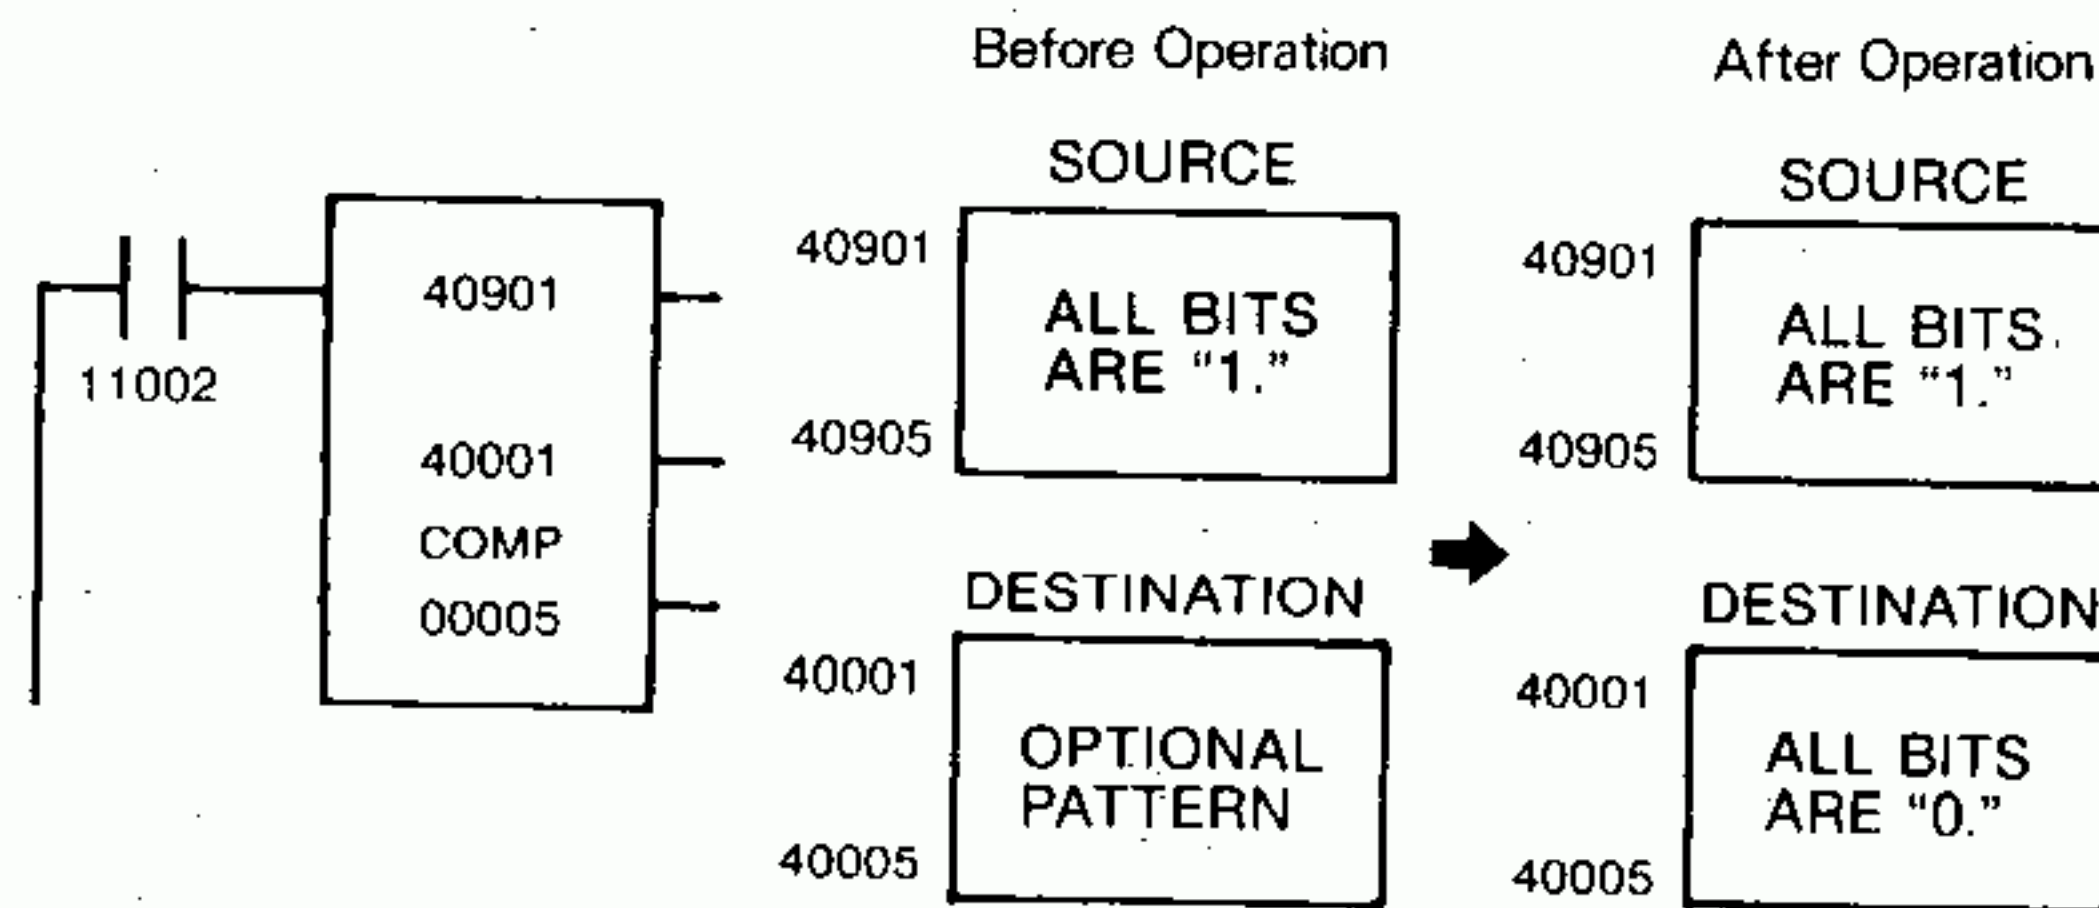 Before Operation
After Operation
SOURCE
SOURCE
40901
40901
40901
ALL BITS
ARE “1.”
ALL BITS
ARE “1.”
11002
40905
40905
40001
COMP
00005
DESTINATION
DESTINATION
40001
40001
OPTIONAL
PATTERN
ALL BITS
ARE “0.”
40005
40005